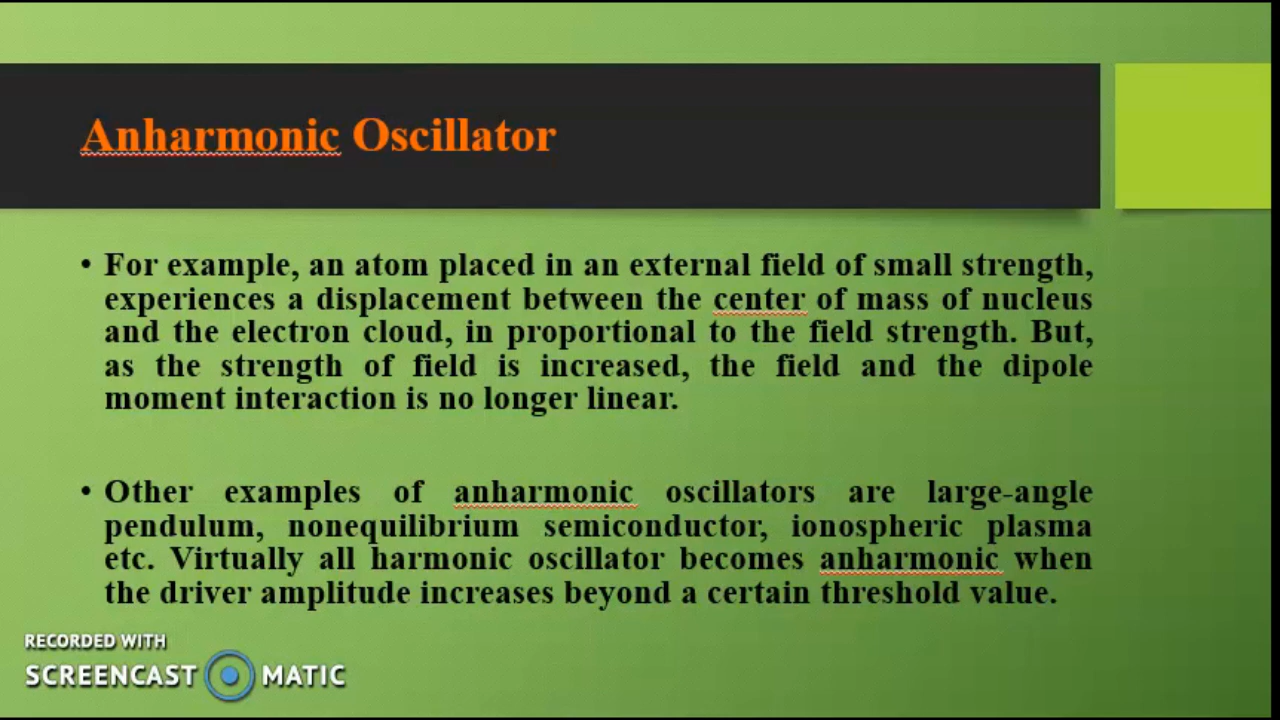 Anharmonic Oscillator
• For example, an atom placed in an external field of small strength,
experiences a displacement between the center of mass of nucleus
and the electron cloud, in proportional to the field strength. But,
as the strength of field is increased, the field and the dipole
moment interaction is no longer linear.
• Other examples of anharmonic oscillators are large-angle
pendulum, nonequilibrium semiconductor, ionospheric plasma
etc. Virtually all harmonic oscillator becomes anharmonic when
the driver amplitude increases beyond a certain threshold value.
RECORDED WITH
SCREENCAST MATIC